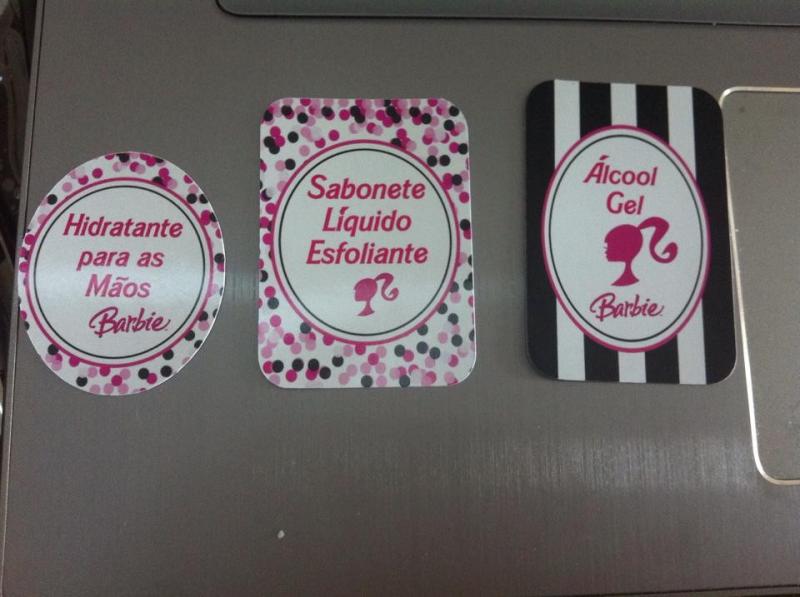 Hidratante
para as
Mãos
Barbie
Sabonete
Líquido
Esfoliante
Álcool
Gel
Barbie